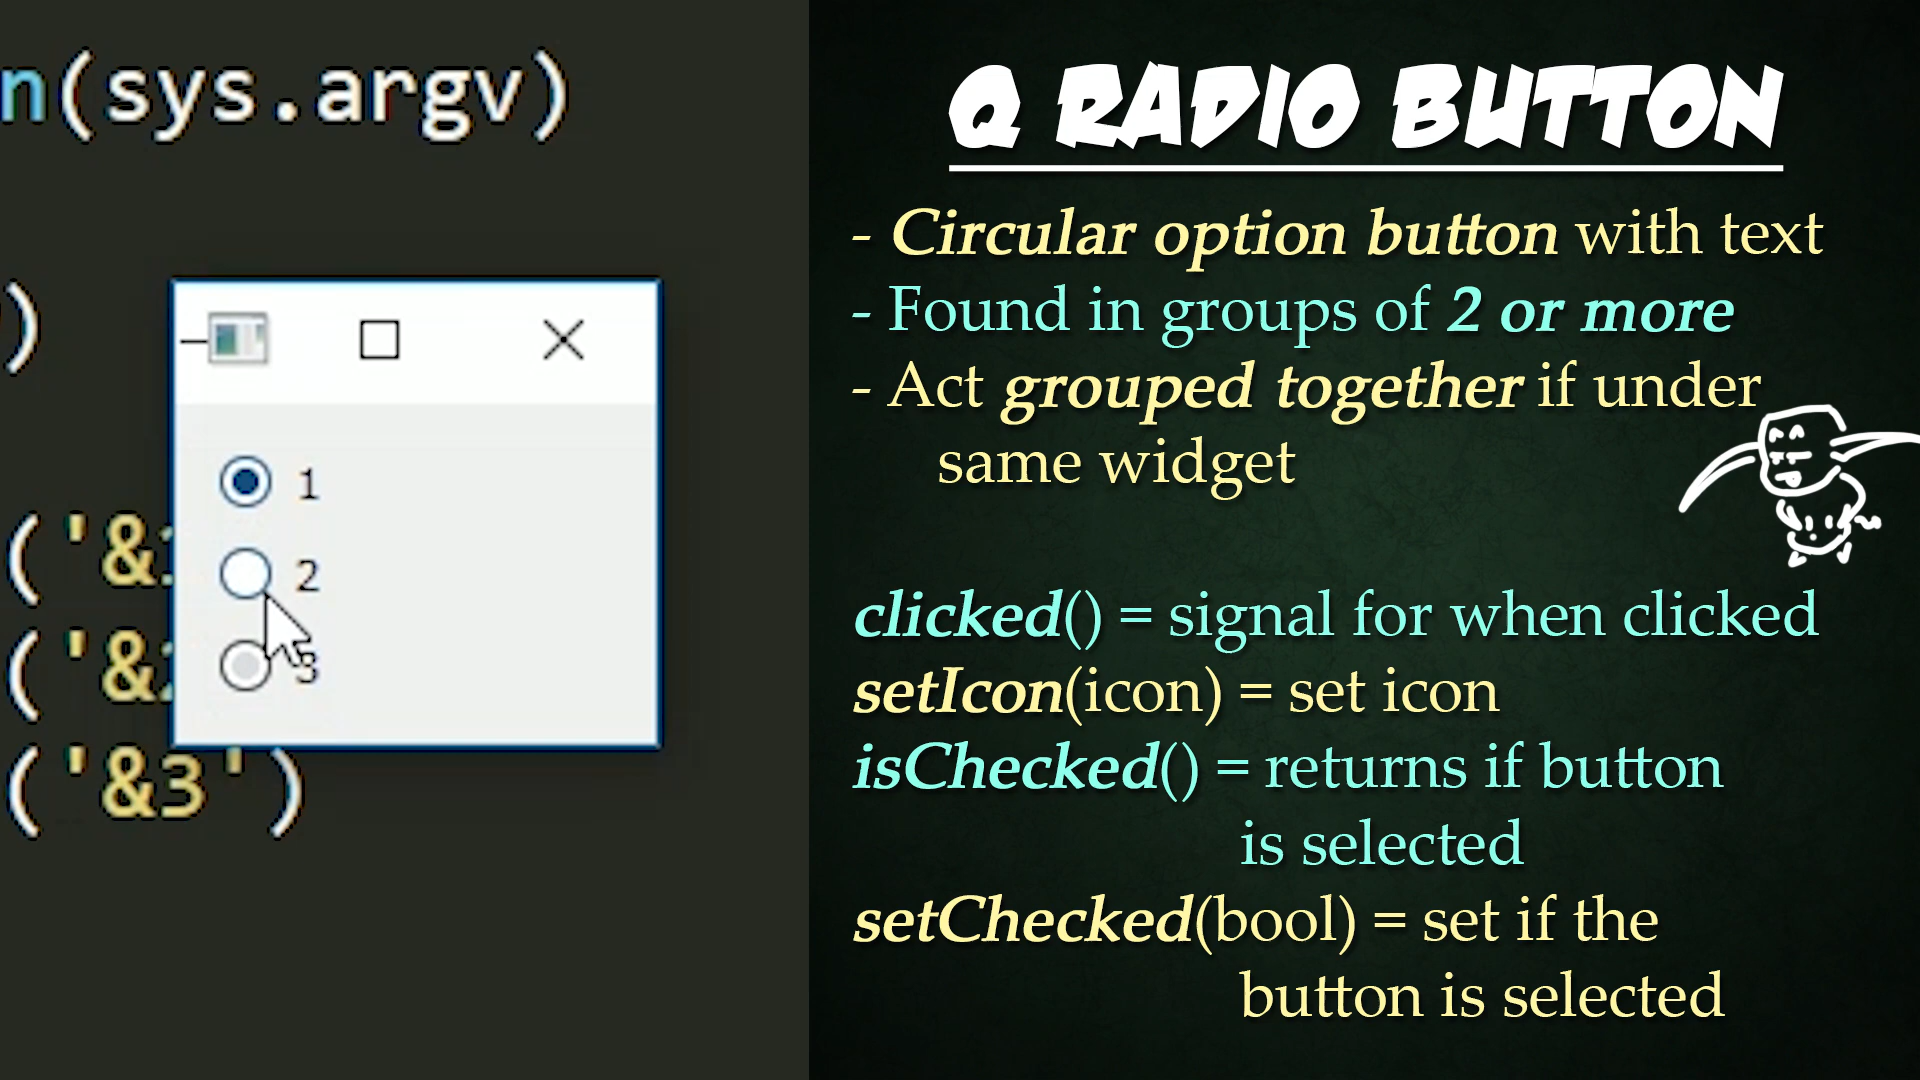 n(sys.argv)
)
1
('&
2
('&
3
('&3')
Q RADIO BUTTON
- Circular option button with text
- Found in groups of 2 or more
- Act grouped together if under
same widget
clicked() = signal for when clicked
setIcon(icon) = set icon
isChecked() = returns if button
is selected
setChecked(bool) = set if the
button is selected